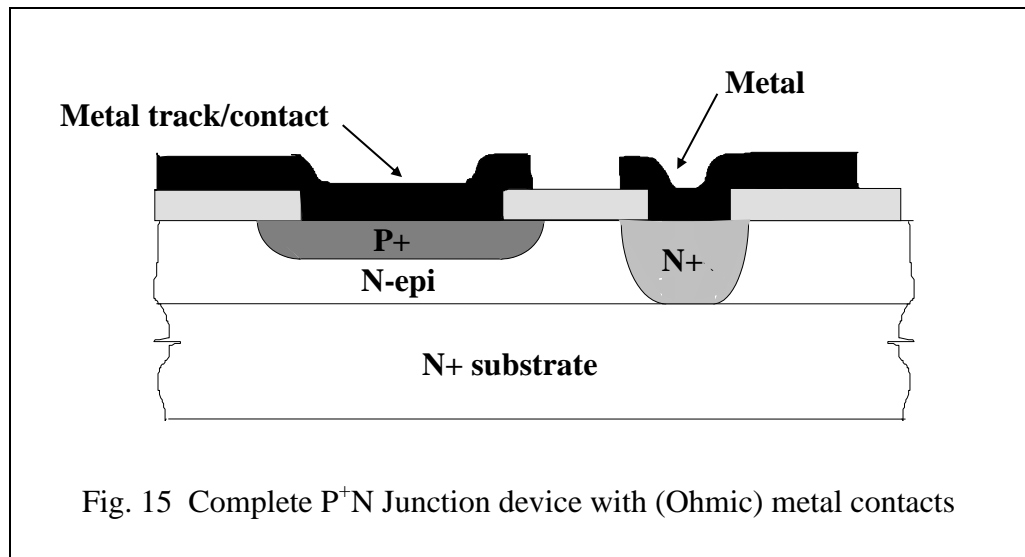 Metal
Metal track/contact
P+
N+
N-epi
N+ substrate
Fig. 15 Complete P⁺N Junction device with (Ohmic) metal contacts